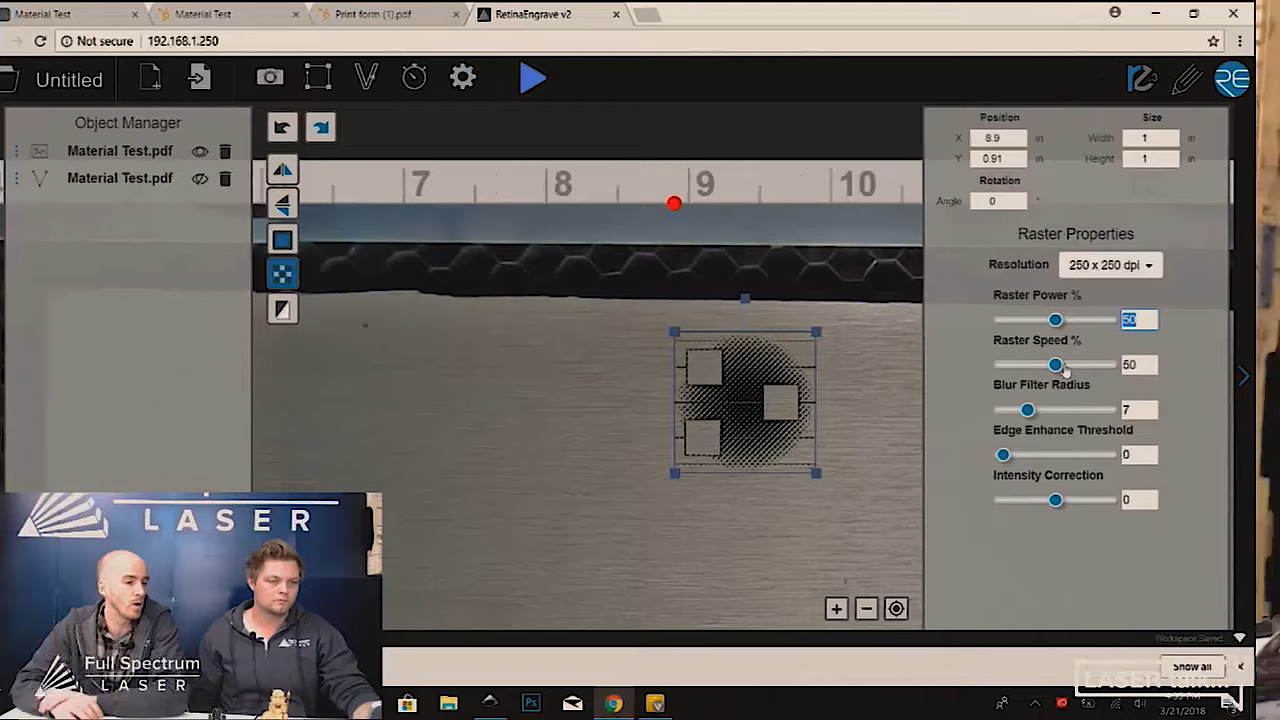 Material Test
Material Test
Print form (1).pdf
RetinaEngrave v2
Not secure 192.168.1.250
Untitled
RE
Object Manager
Material Test.pdf
Material Test.pdf
7 8 9 10
Position Size
X 8.9 in Width 1 in
Y 0.91 in Height 1 in
Rotation
Angle 0 °
Raster Properties
Resolution 250 x 250 dpi
Raster Power %
50
Raster Speed %
50
Blur Filter Radius
7
Edge Enhance Threshold
0
Intensity Correction
0
Workspace Saved
Show all
LASER
Full Spectrum
LASER
Ps
3/21/2018